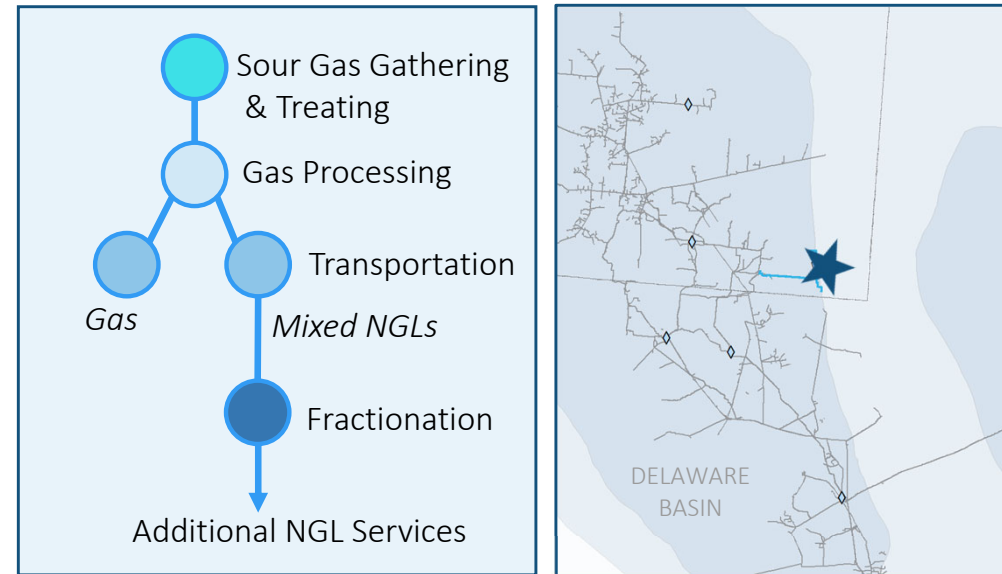 Sour Gas Gathering
& Treating
Gas Processing
Transportation
Gas
Mixed NGLs
Fractionation
Additional NGL Services
DELAWARE
BASIN